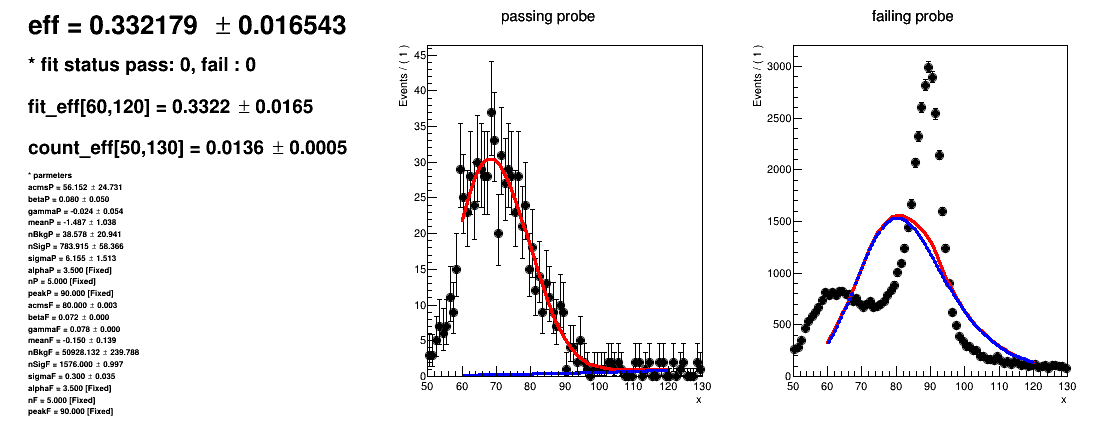 eff = 0.332179 ± 0.016543
* fit status pass: 0, fail : 0
fit_eff[60,120] = 0.3322 ± 0.0165
count_eff[50,130] = 0.0136 ± 0.0005
* parmeters
acmsP = 56.152 ± 24.731
betaP = 0.080 ± 0.050
gammaP = -0.024 ± 0.054
meanP = -1.487 ± 1.038
nBkgP = 38.578 ± 20.941
nSigP = 783.915 ± 58.366
sigmaP = 6.155 ± 1.513
alphaP = 3.500 [Fixed]
nP = 5.000 [Fixed]
peakP = 90.000 [Fixed]
acmsF = 80.000 ± 0.003
betaF = 0.072 ± 0.000
gammaF = 0.078 ± 0.000
meanF = -0.150 ± 0.139
nBkgF = 50928.132 ± 239.788
nSigF = 1576.000 ± 0.997
sigmaF = 0.300 ± 0.035
alphaF = 3.500 [Fixed]
nF = 5.000 [Fixed]
peakF = 90.000 [Fixed]
passing probe
Events / ( 1 )
45
40
35
30
25
20
15
10
5
0
50 60 70 80 90 100 110 120 130
x
failing probe
Events / ( 1 )
3000
2500
2000
1500
1000
500
50 60 70 80 90 100 110 120 130
x